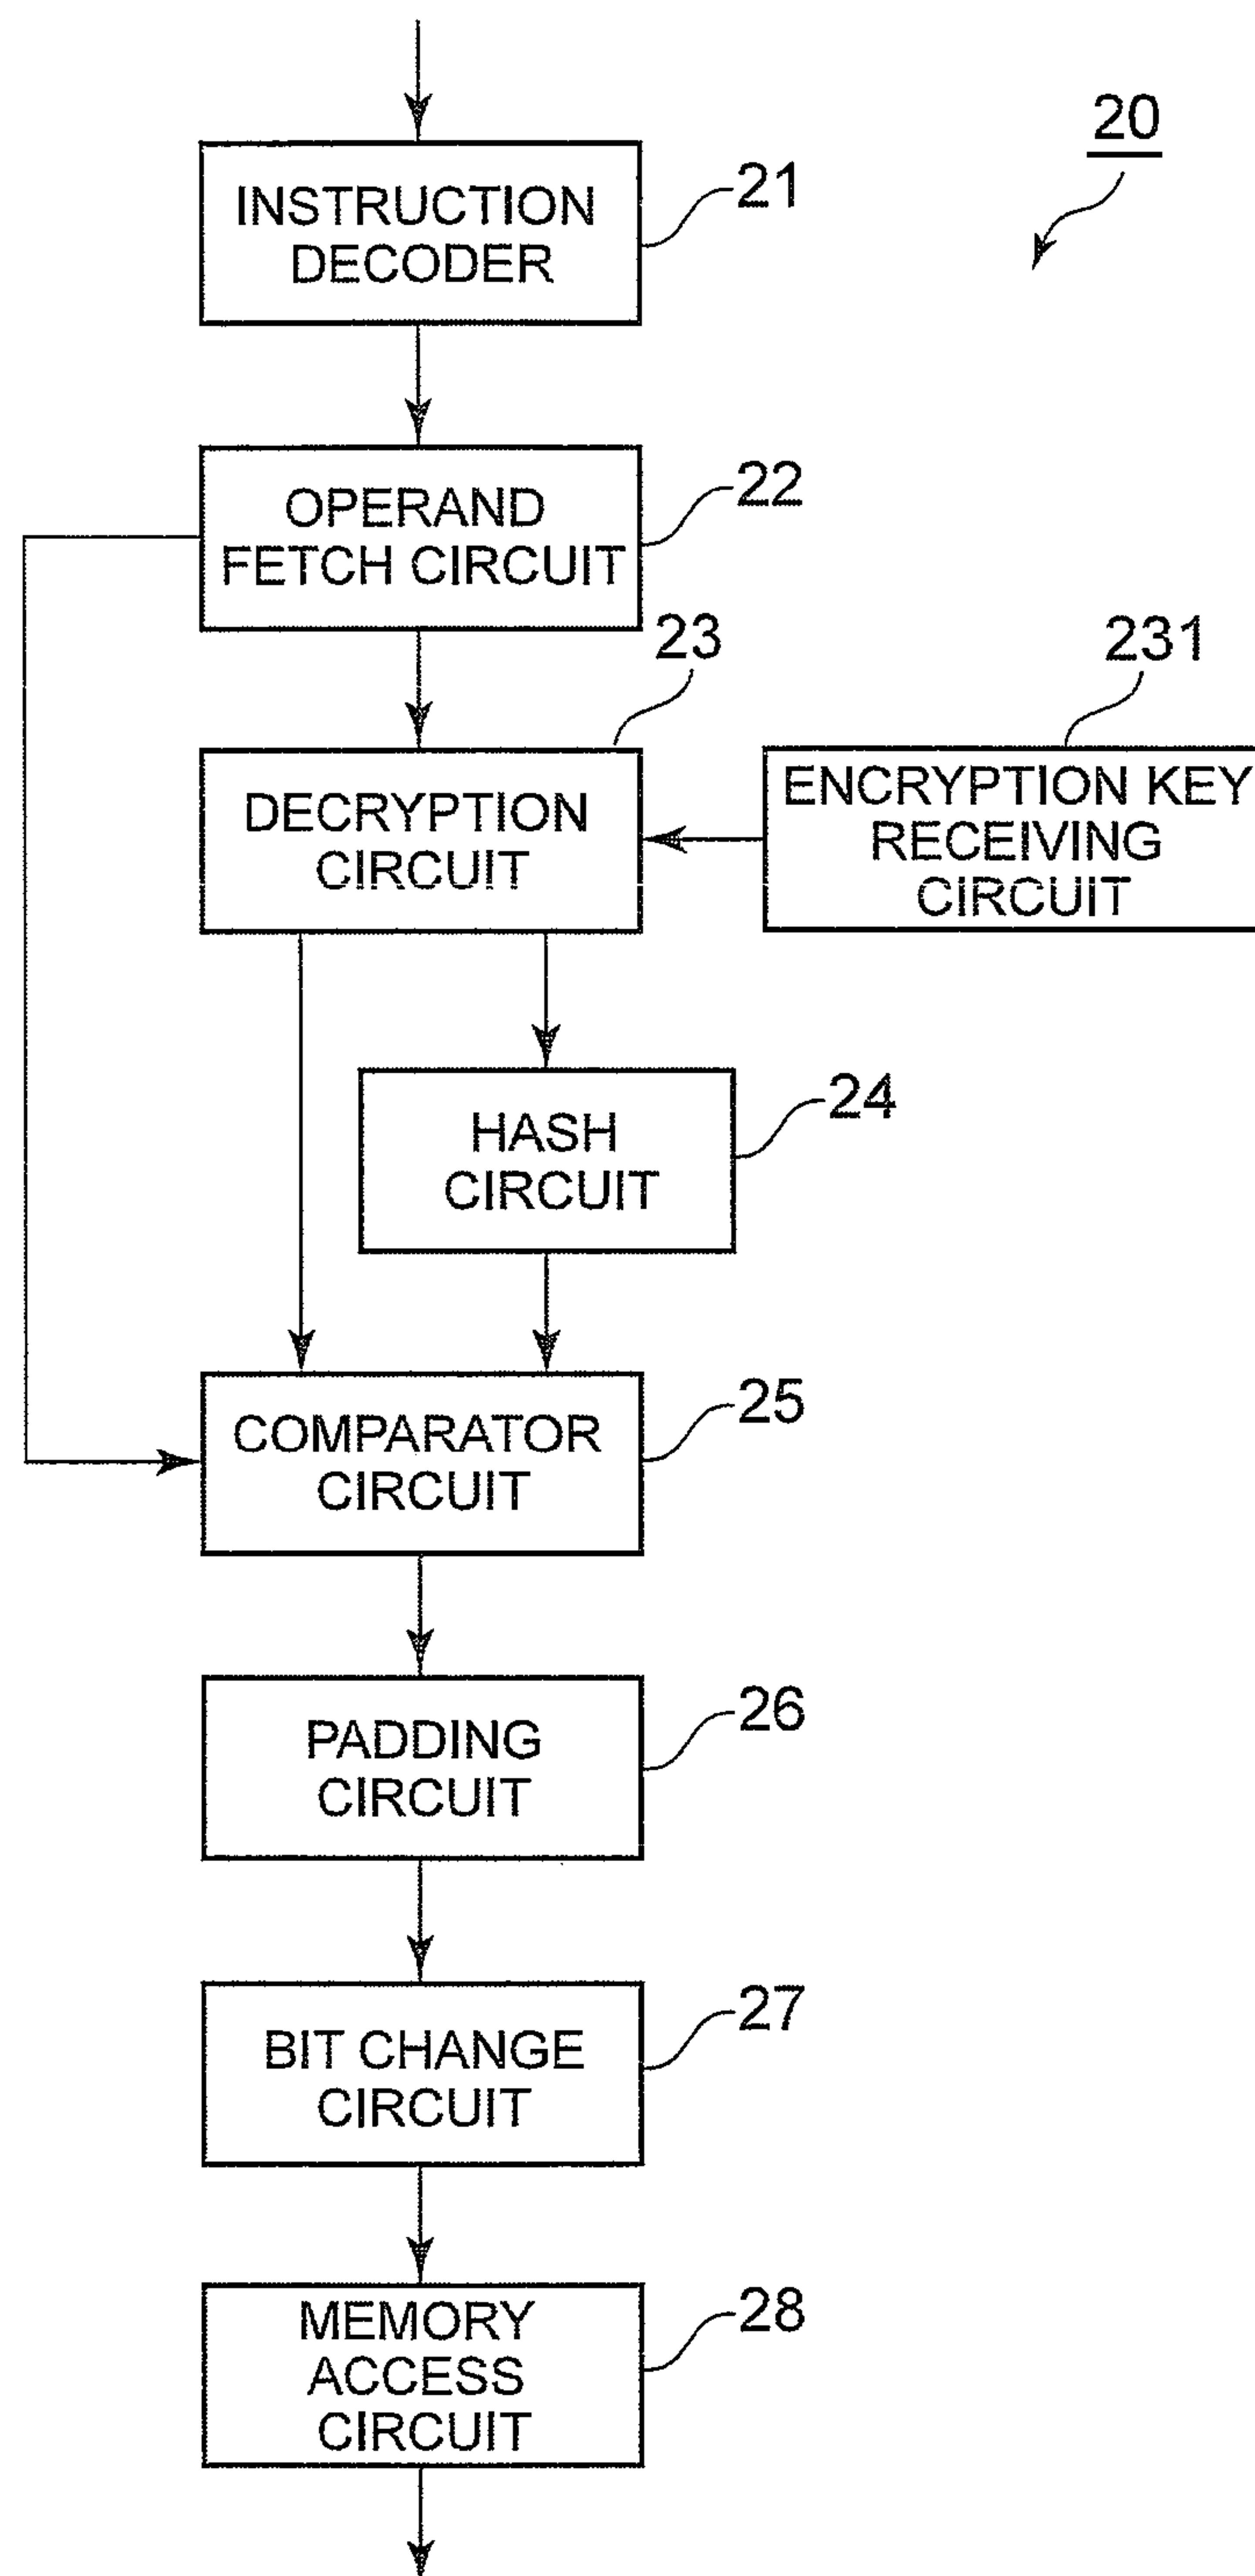 20
INSTRUCTION
DECODER
21
OPERAND
FETCH CIRCUIT
22
23
DECRYPTION
CIRCUIT
231
ENCRYPTION KEY
RECEIVING
CIRCUIT
HASH
CIRCUIT
24
COMPARATOR
CIRCUIT
25
PADDING
CIRCUIT
26
BIT CHANGE
CIRCUIT
27
MEMORY
ACCESS
CIRCUIT
28